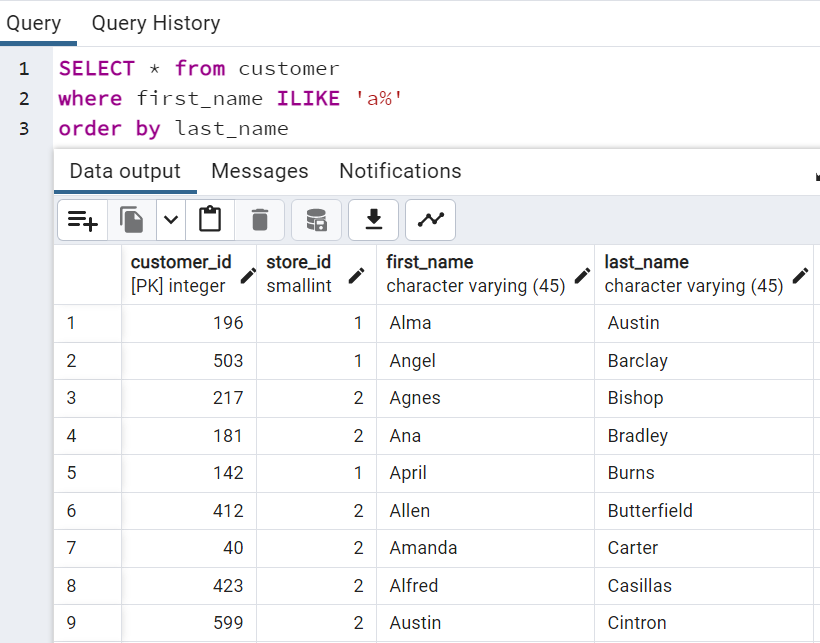 Query Query History
1 SELECT * from customer
2 where first_name ILIKE 'a%'
3 order by last_name
Data output Messages Notifications
customer_id store_id first_name last_name
[PK] integer smallint character varying (45) character varying (45)
1 196 1 Alma Austin
2 503 1 Angel Barclay
3 217 2 Agnes Bishop
4 181 2 Ana Bradley
5 142 1 April Burns
6 412 2 Allen Butterfield
7 40 2 Amanda Carter
8 423 2 Alfred Casillas
9 599 2 Austin Cintron